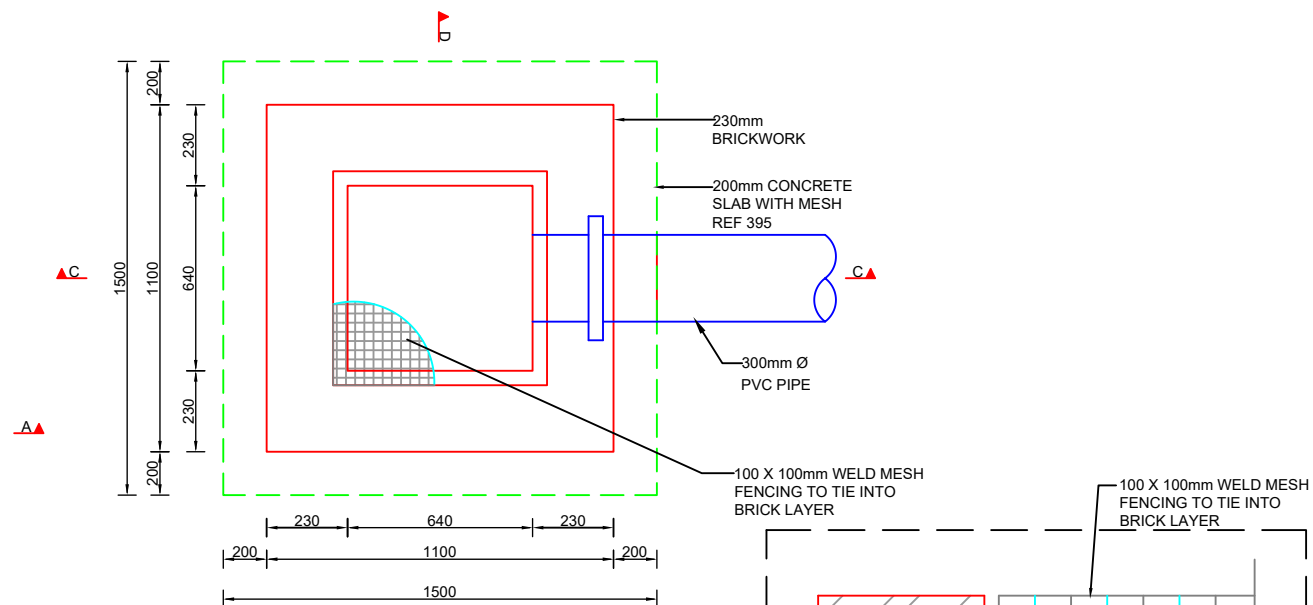 D
230mm
BRICKWORK
200mm CONCRETE
SLAB WITH MESH
REF 395
C
C
300mm Ø
PVC PIPE
A
100 X 100mm WELD MESH
FENCING TO TIE INTO
BRICK LAYER
100 X 100mm WELD MESH
FENCING TO TIE INTO
BRICK LAYER
1500
200
1100
200
230
640
230
230
640
230
200
1100
200
1500